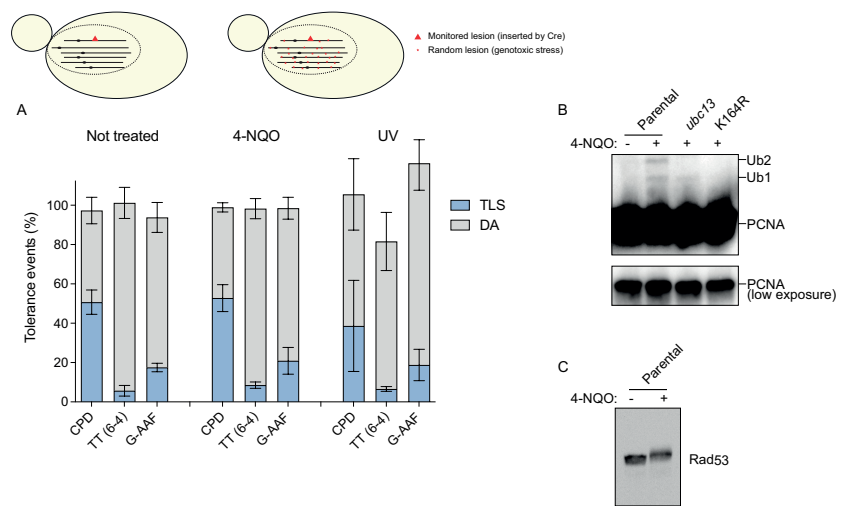 Monitored lesion (inserted by Cre)
Random lesion (genotoxic stress)
A
Not treated
4-NQO
UV
Tolerance events (%)
100
80
60
40
20
0
CPD
TT (6-4)
G-AAF
CPD
TT (6-4)
G-AAF
CPD
TT (6-4)
G-AAF
TLS
DA
B
Parental
ubc13
K164R
4-NQO: - + + +
Ub2
Ub1
PCNA
PCNA
(low exposure)
C
Parental
4-NQO: - +
Rad53